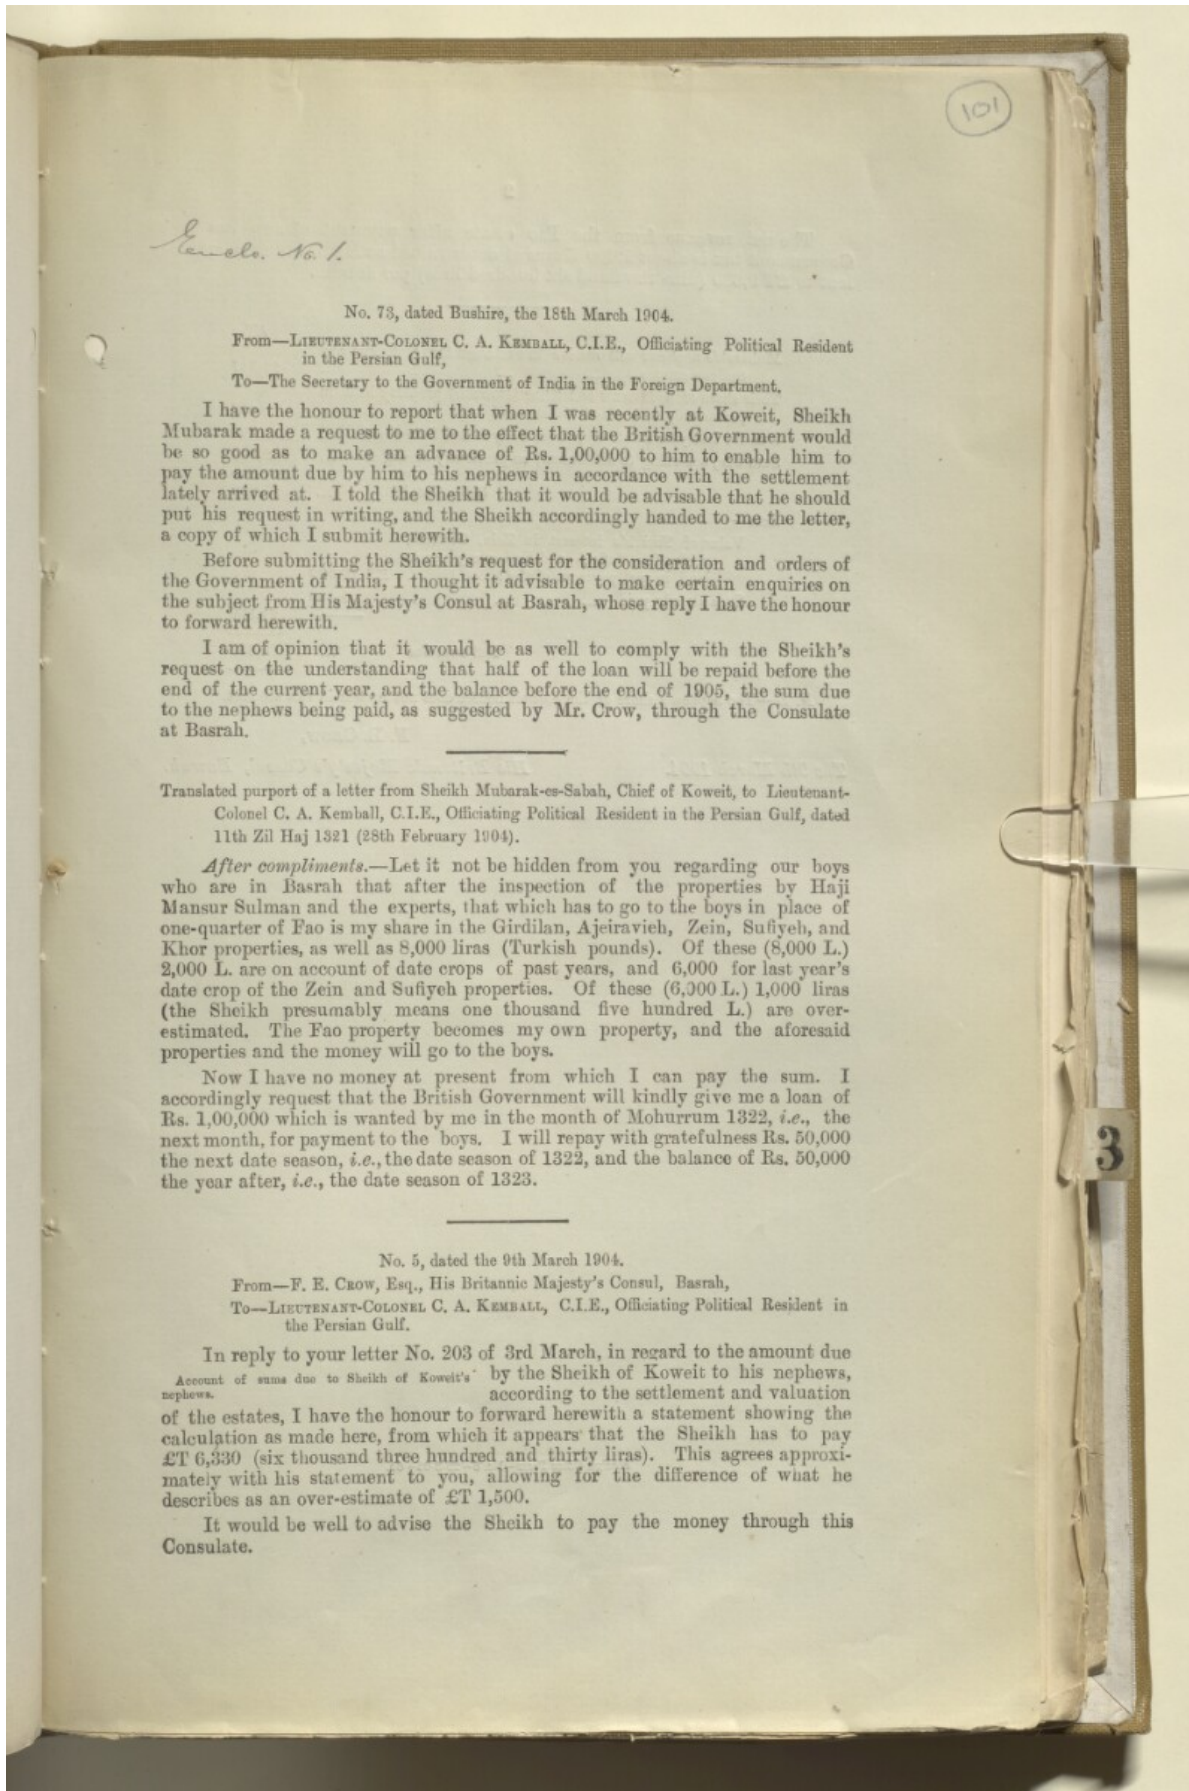 101
Enclo. No. 1.
No. 73, dated Bushire, the 18th March 1904.
From—LIEUTENANT-COLONEL C. A. KEMBALL, C.I.E., Officiating Political Resident
in the Persian Gulf,
To—The Secretary to the Government of India in the Foreign Department.
I have the honour to report that when I was recently at Koweit, Sheikh
Mubarak made a request to me to the effect that the British Government would
be so good as to make an advance of Rs. 1,00,000 to him to enable him to
pay the amount due by him to his nephews in accordance with the settlement
lately arrived at. I told the Sheikh that it would be advisable that he should
put his request in writing, and the Sheikh accordingly handed to me the letter,
a copy of which I submit herewith.
Before submitting the Sheikh's request for the consideration and orders of
the Government of India, I thought it advisable to make certain enquiries on
the subject from His Majesty's Consul at Basrah, whose reply I have the honour
to forward herewith.
I am of opinion that it would be as well to comply with the Sheikh's
request on the understanding that half of the loan will be repaid before the
end of the current year, and the balance before the end of 1905, the sum due
to the nephews being paid, as suggested by Mr. Crow, through the Consulate
at Basrah.
Translated purport of a letter from Sheikh Mubarak-es-Sabah, Chief of Koweit, to Lieutenant-
Colonel C. A. Kemball, C.I.E., Officiating Political Resident in the Persian Gulf, dated
11th Zil Haj 1321 (28th February 1904).
After compliments.—Let it not be hidden from you regarding our boys
who are in Basrah that after the inspection of the properties by Haji
Mansur Sulman and the experts, that which has to go to the boys in place of
one-quarter of Fao is my share in the Girdilan, Ajeiravieh, Zein, Sufiyeh, and
Khor properties, as well as 8,000 liras (Turkish pounds). Of these (8,000 L.)
2,000 L. are on account of date crops of past years, and 6,000 for last year's
date crop of the Zein and Sufiyeh properties. Of these (6,000 L.) 1,000 liras
(the Sheikh presumably means one thousand five hundred L.) are over-
estimated. The Fao property becomes my own property, and the aforesaid
properties and the money will go to the boys.
Now I have no money at present from which I can pay the sum. I
accordingly request that the British Government will kindly give me a loan of
Rs. 1,00,000 which is wanted by me in the month of Mohurrum 1322, i.e., the
next month, for payment to the boys. I will repay with gratefulness Rs. 50,000
the next date season, i.e., the date season of 1322, and the balance of Rs. 50,000
the year after, i.e., the date season of 1323.
3
No. 5, dated the 9th March 1904.
From—F. E. CROW, Esq., His Britannic Majesty's Consul, Basrah,
To—LIEUTENANT-COLONEL C. A. KEMBALL, C.I.E., Officiating Political Resident in
the Persian Gulf.
In reply to your letter No. 203 of 3rd March, in regard to the amount due
Account of sums due to Sheikh of Koweit's
nephews.
by the Sheikh of Koweit to his nephews,
according to the settlement and valuation
of the estates, I have the honour to forward herewith a statement showing the
calculation as made here, from which it appears that the Sheikh has to pay
£T 6,330 (six thousand three hundred and thirty liras). This agrees approxi-
mately with his statement to you, allowing for the difference of what he
describes as an over-estimate of £T 1,500.
It would be well to advise the Sheikh to pay the money through this
Consulate.